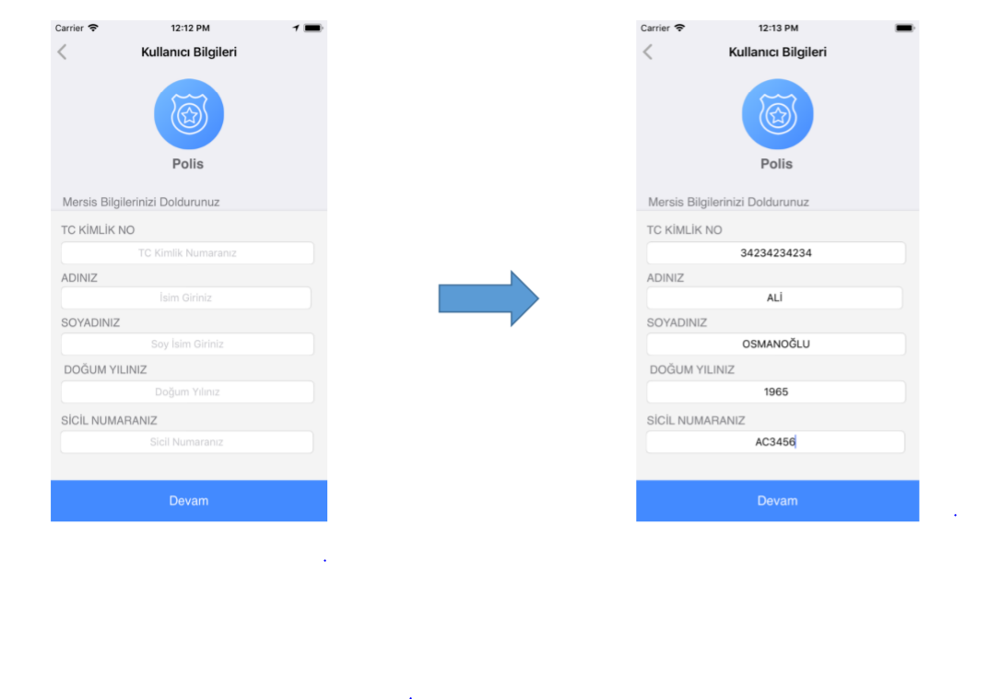 Carrier 12:12 PM
Kullanıcı Bilgileri
Polis
Mersis Bilgilerinizi Doldurunuz
TC KİMLİK NO
TC Kimlik Numaranız
ADINIZ
İsim Giriniz
SOYADINIZ
Soy İsim Giriniz
DOĞUM YILINIZ
Doğum Yılınız
SİCİL NUMARANIZ
Sicil Numaranız
Devam
Carrier 12:13 PM
Kullanıcı Bilgileri
Polis
Mersis Bilgilerinizi Doldurunuz
TC KİMLİK NO
34234234234
ADINIZ
ALİ
SOYADINIZ
OSMANOĞLU
DOĞUM YILINIZ
1965
SİCİL NUMARANIZ
AC3456
Devam